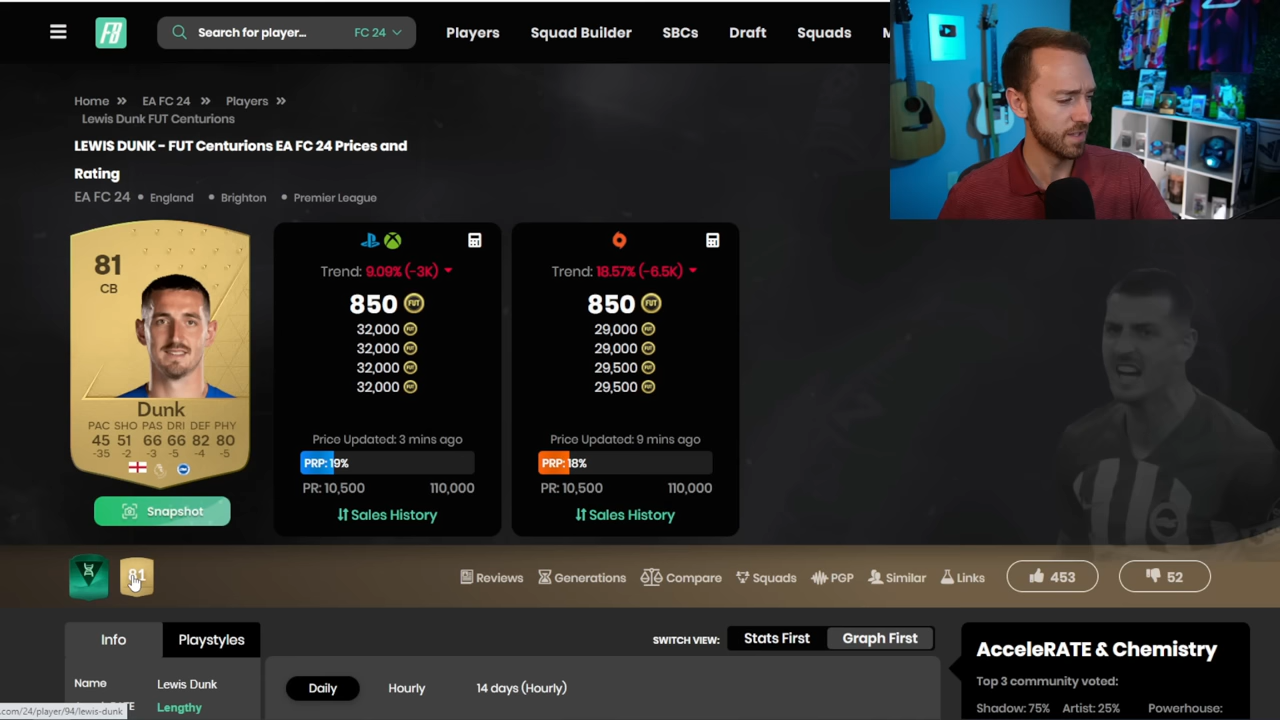 FB
Search for player...
FC 24
Players
Squad Builder
SBCs
Draft
Squads
M
Home » EA FC 24 » Players »
Lewis Dunk FUT Centurions
LEWIS DUNK - FUT Centurions EA FC 24 Prices and
Rating
EA FC 24 • England • Brighton • Premier League
81
CB
Dunk
PAC SHO PAS DRI DEF PHY
45 51 66 66 82 80
-35 -2 -3 -5 -4 -5
Snapshot
Trend: 9.09% (-3K)
850 FUT
32,000
32,000
32,000
32,000
Price Updated: 3 mins ago
PRP: 19%
PR: 10,500 110,000
Sales History
Trend: 18.57% (-6.5K)
850 FUT
29,000
29,000
29,500
29,500
Price Updated: 9 mins ago
PRP: 18%
PR: 10,500 110,000
Sales History
81
Reviews
Generations
Compare
Squads
PGP
Similar
Links
453
52
Info
Playstyles
SWITCH VIEW:
Stats First
Graph First
Name Lewis Dunk
Lengthy
Daily
Hourly
14 days (Hourly)
AcceleRATE & Chemistry
Top 3 community voted:
Shadow: 75% Artist: 25% Powerhouse:
.com/24/player/94/lewis-dunk